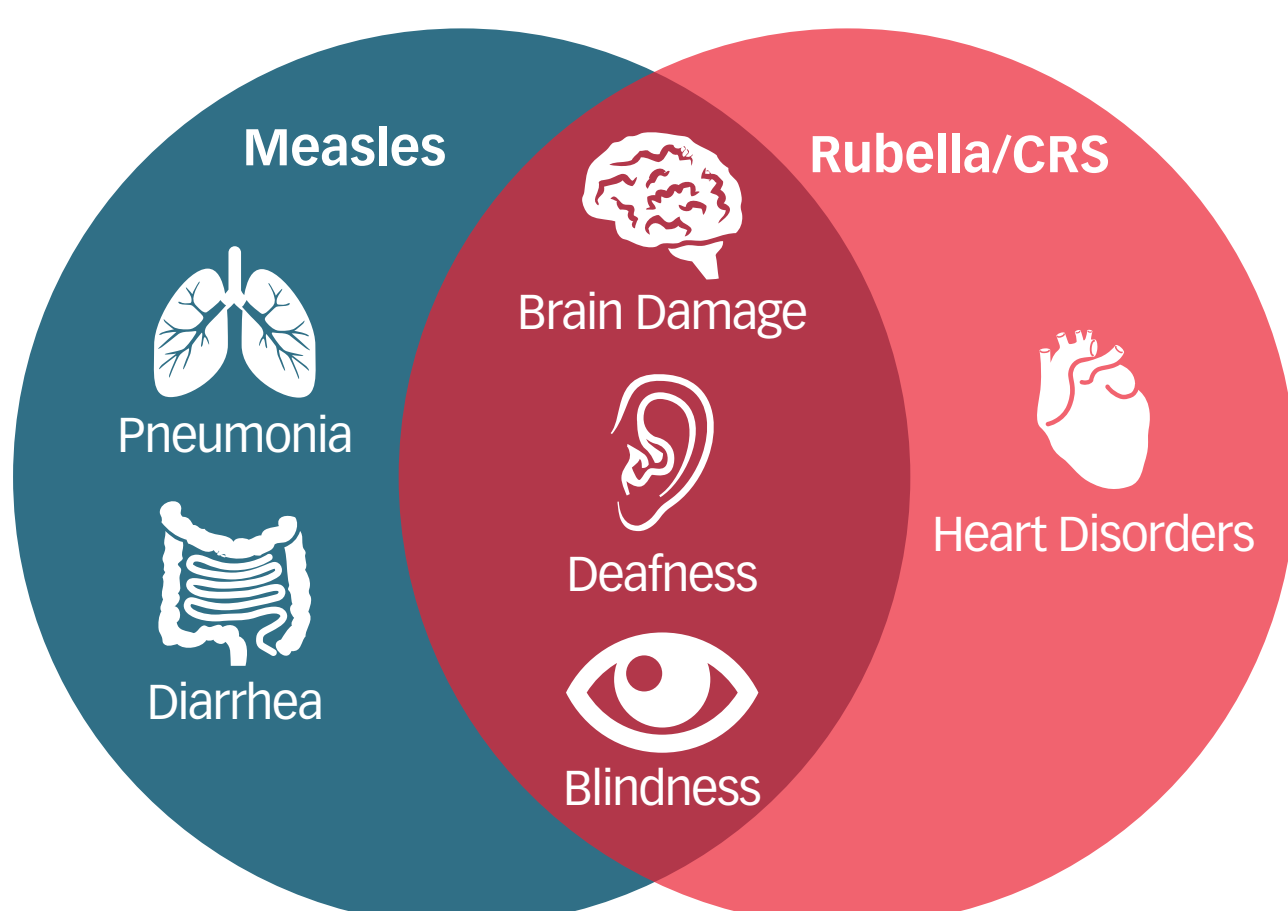 Measles
Rubella/CRS
Brain Damage
Pneumonia
Deafness
Heart Disorders
Diarrhea
Blindness